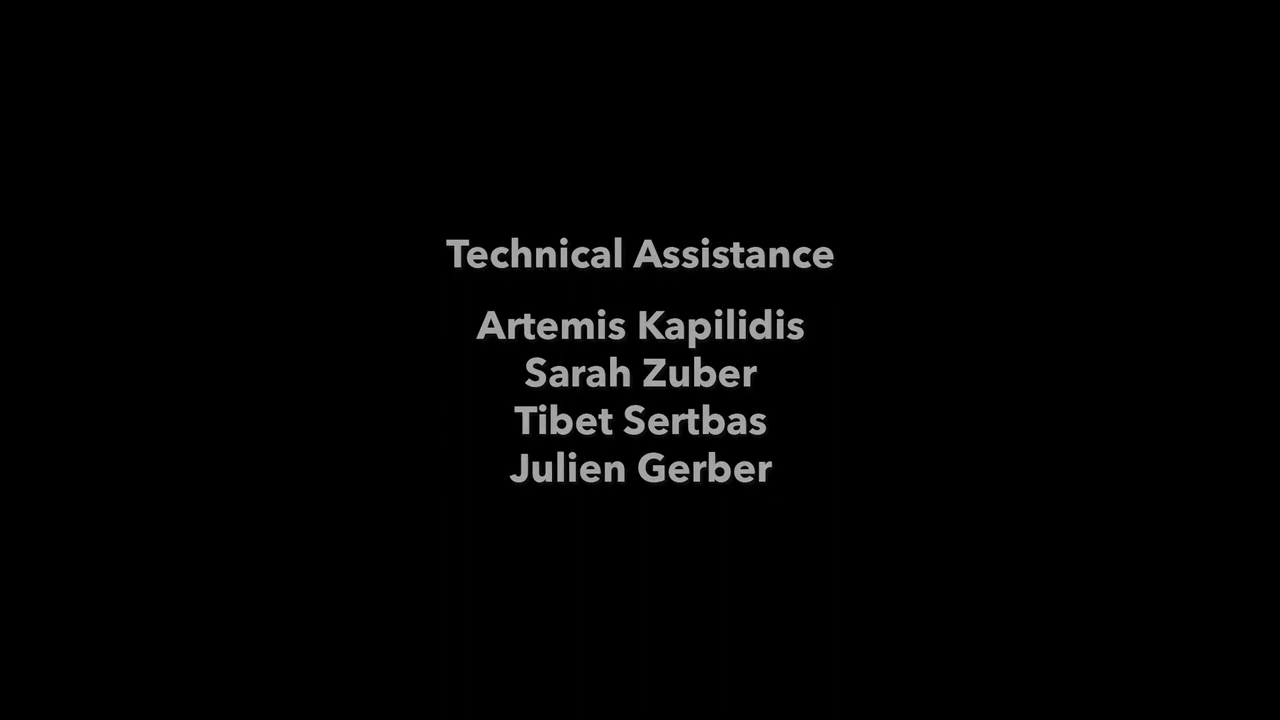 Technical Assistance
Artemis Kapilidis
Sarah Zuber
Tibet Sertbas
Julien Gerber